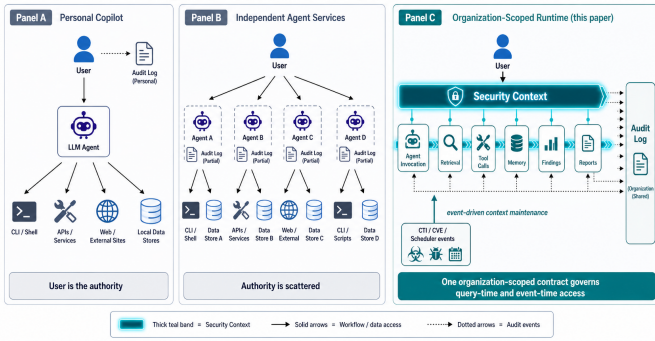 Panel A Personal Copilot
User
Audit Log
(Personal)
LLM Agent
CLI / Shell
APIs /
Services
Web /
External Sites
Local Data
Stores
User is the authority
Panel B Independent Agent Services
User
Agent A
Agent B
Agent C
Agent D
Audit Log
(Partial)
Audit Log
(Partial)
Audit Log
(Partial)
Audit Log
(Partial)
CLI /
Shell
Data
Store A
APIs /
Services
Data
Store B
Web /
External
Data
Store C
CLI /
Scripts
Data
Store D
Authority is scattered
Panel C Organization-Scoped Runtime (this paper)
User
Security Context
Agent
Invocation
Retrieval
Tool
Calls
Memory
Findings
Reports
Audit
Log
(Organization)
(Shared)
event-driven context maintenance
CTI / CVE /
Scheduler events
One organization-scoped contract governs
query-time and event-time access
Thick teal band = Security Context
Solid arrows = Workflow / data access
Dotted arrows = Audit events